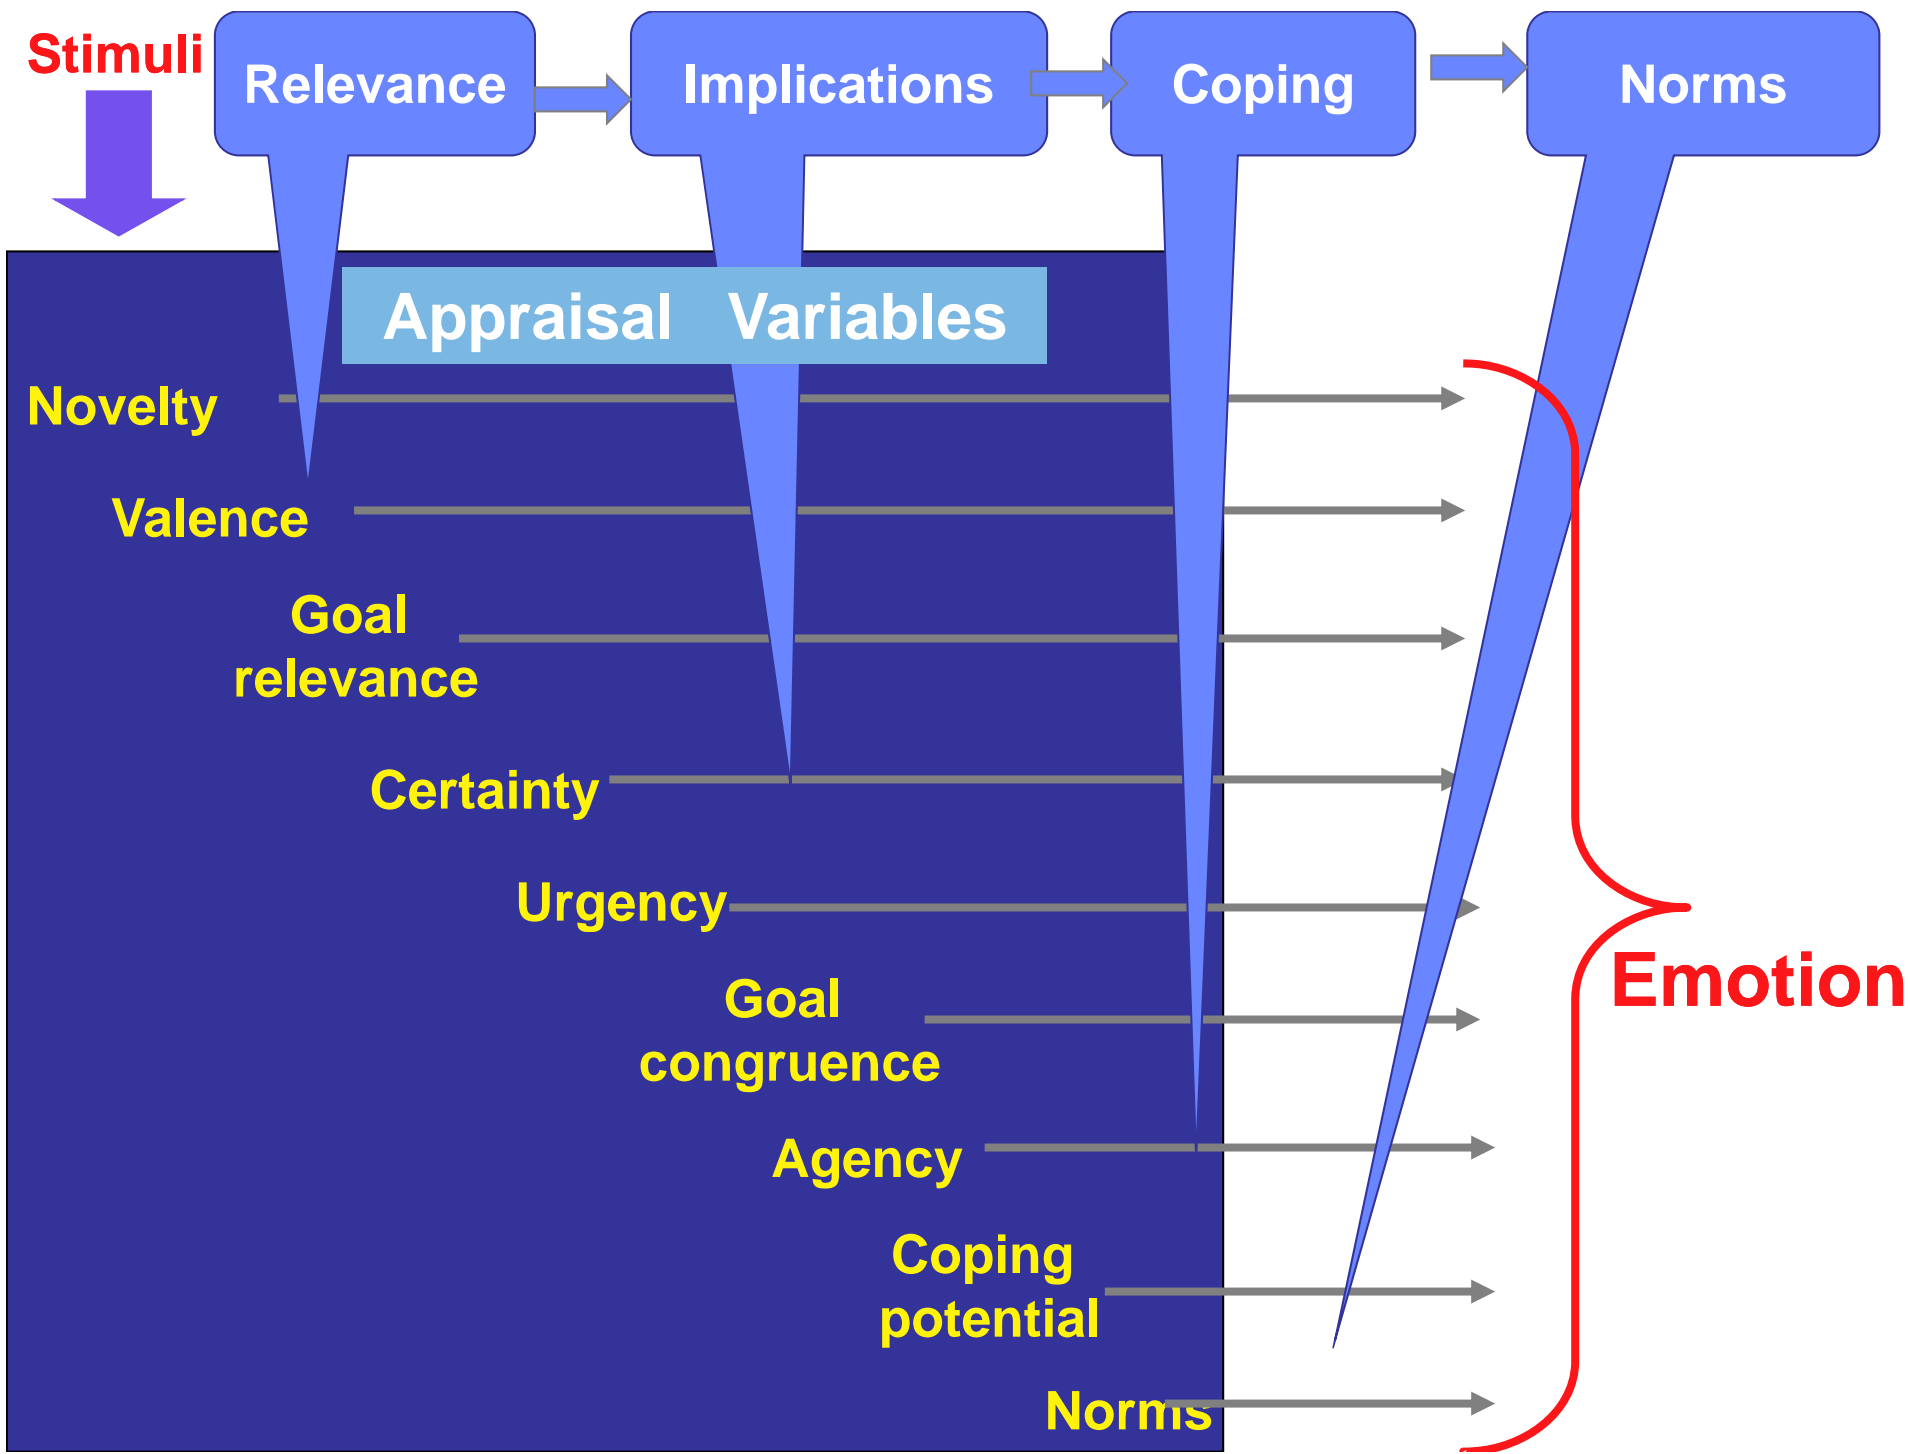 Stimuli
Relevance
Implications
Coping
Norms
Appraisal Variables
Novelty
Valence
Goal
relevance
Certainty
Urgency
Goal
congruence
Emotion
Agency
Coping
potential
Norms